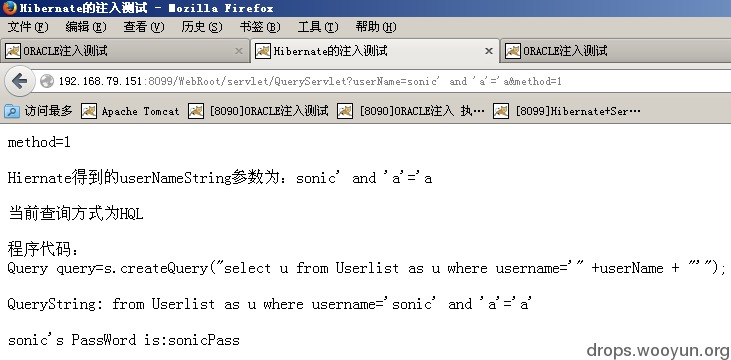 Hibernate的注入测试 - Mozilla Firefox
文件(F) 编辑(E) 查看(V) 历史(S) 书签(B) 工具(T) 帮助(H)
ORACLE注入测试 × Hibernate的注入测试 × ORACLE注入测试
192.168.79.151:8099/WebRoot/servlet/QueryServlet?userName=sonic' and 'a'='a&method=1
访问最多 Apache Tomcat [8090]ORACLE注入测试 [8090]ORACLE注入 执… [8099]Hibernate+Ser…
method=1
Hiernate得到的userNameString参数为: sonic' and 'a'='a
当前查询方式为HQL
程序代码:
Query query=s.createQuery("select u from Userlist as u where username='" +userName + "'");
QueryString: from Userlist as u where username='sonic' and 'a'='a'
sonic's PassWord is:sonicPass
drops.wooyun.org